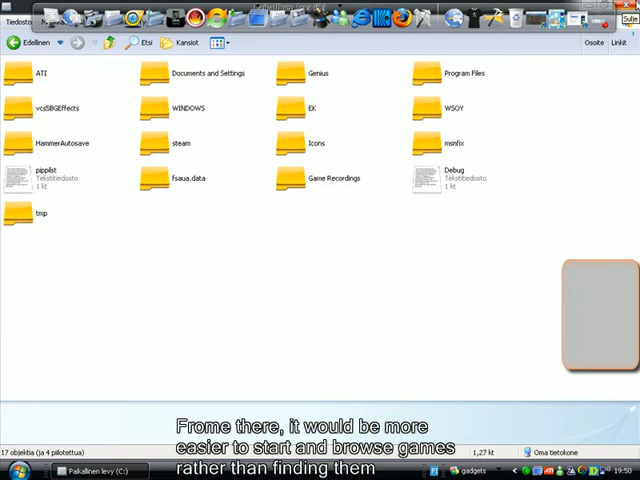 Tiedosto
Sulje
Edellinen
Etsi
Kansiot
Osoite
Linkit
ATI
Documents and Settings
Genius
Program Files
vcs5BGEffects
WINDOWS
EK
WSOY
HammerAutosave
steam
Icons
msnfix
pippilist
Tekstitiedosto
1 kt
fsaua.data
Game Recordings
Debug
Tekstitiedosto
1 kt
tmp
Frome there, it would be more
easier to start and browse games
rather than finding them
17 objektia (ja 4 piilotettua)
1,27 kt
Oma tietokone
Paikallinen levy (C:)
gadgets
19:50